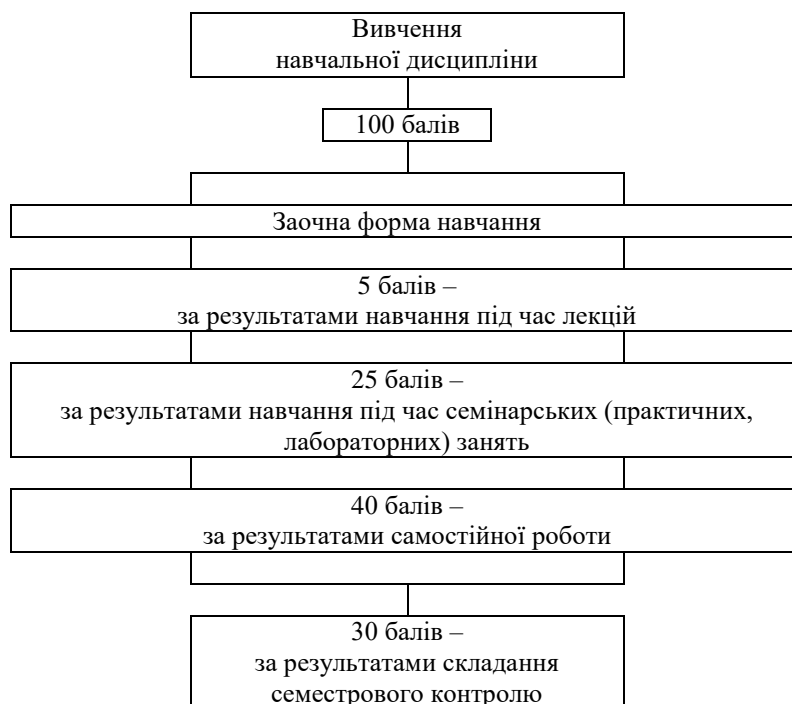 Вивчення
навчальної дисципліни
100 балів
Заочна форма навчання
5 балів –
за результатами навчання під час лекцій
25 балів –
за результатами навчання під час семінарських (практичних,
лабораторних) занять
40 балів –
за результатами самостійної роботи
30 балів –
за результатами складання
семестрового контролю